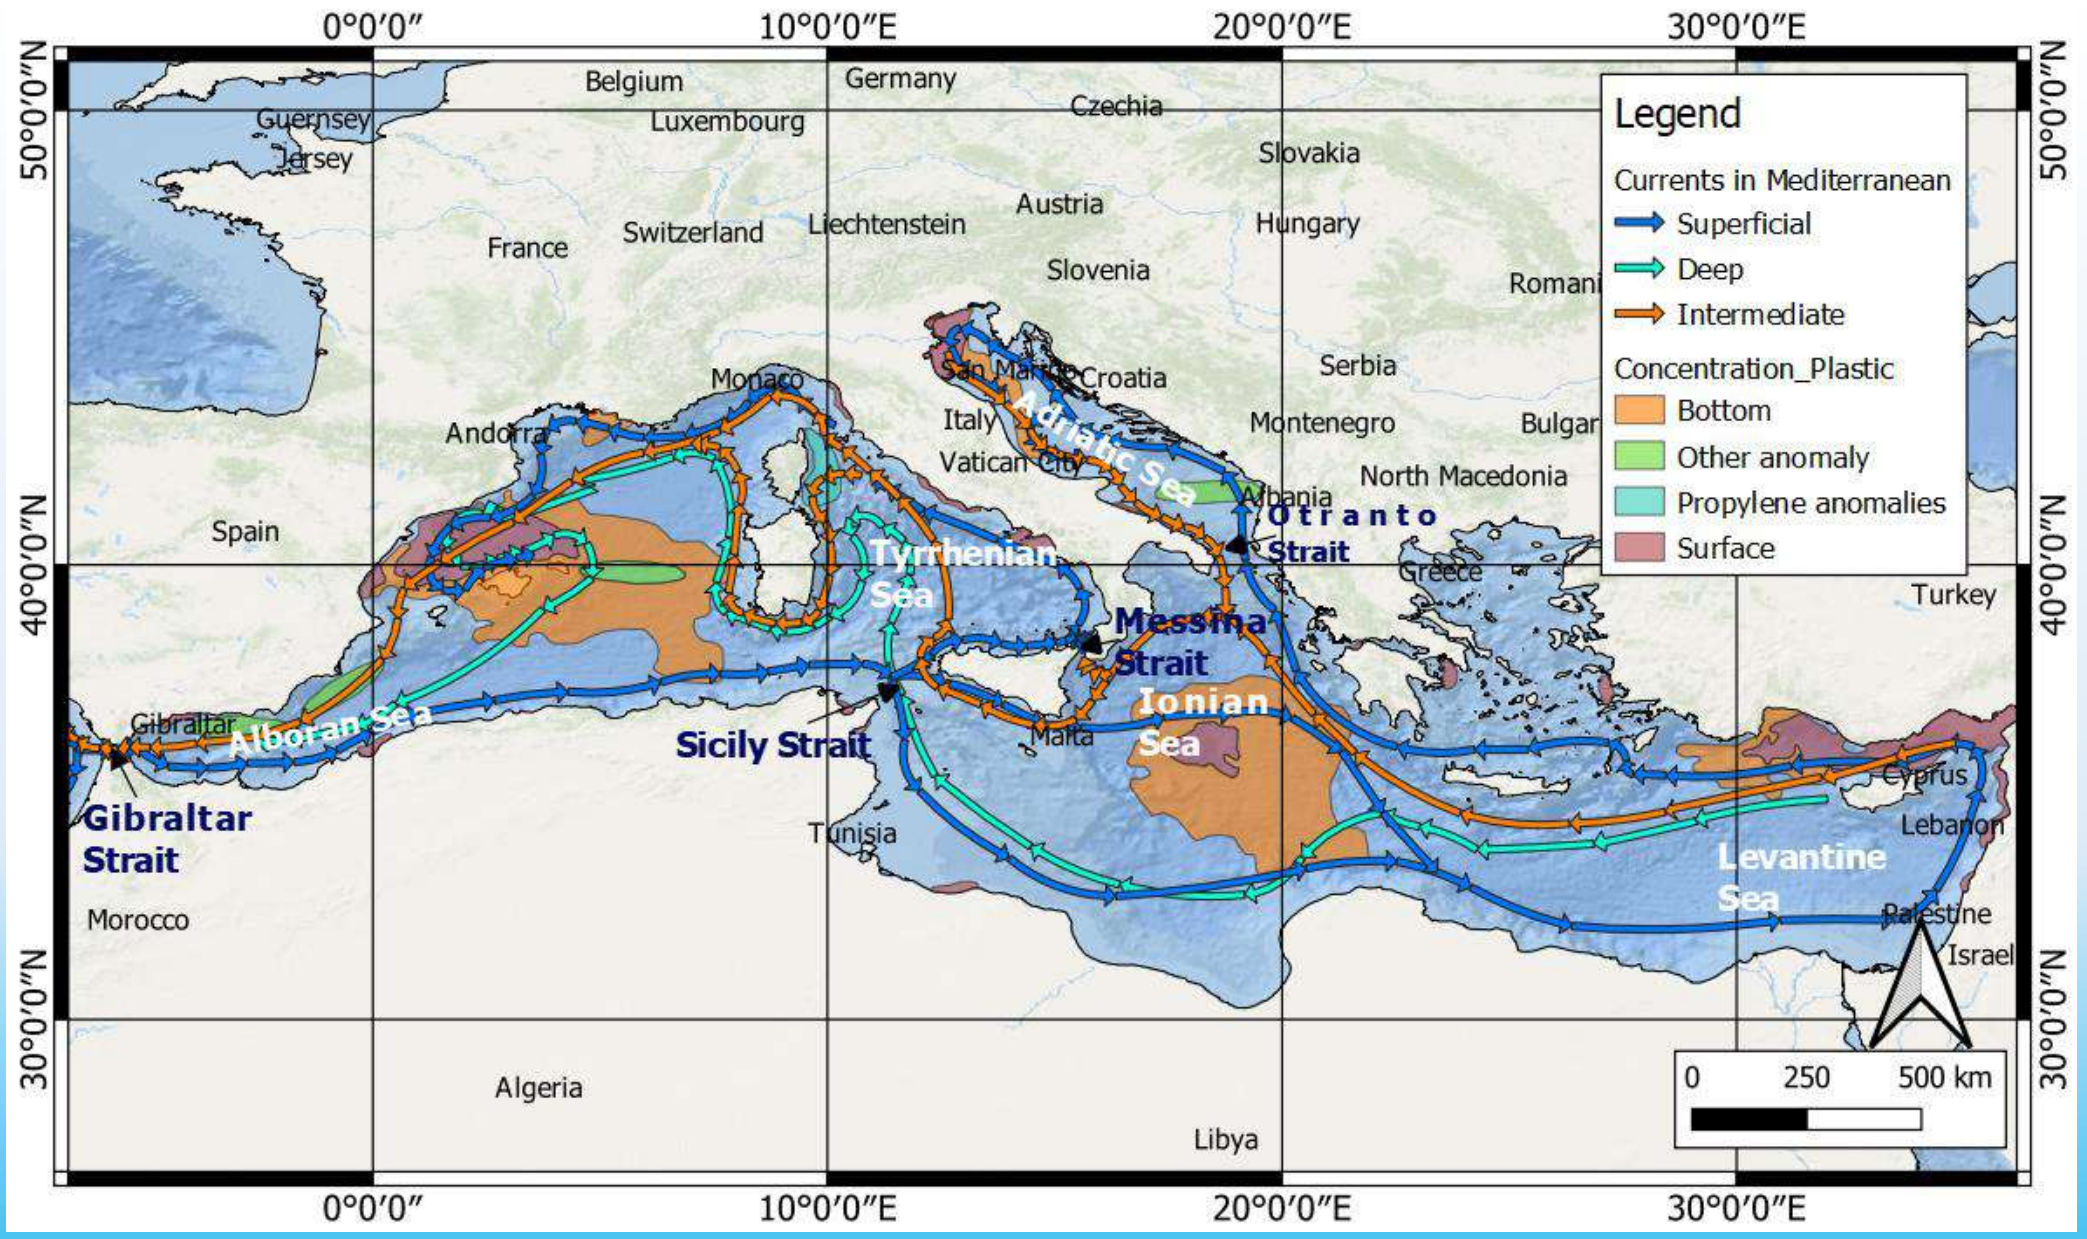 0°0′0″
10°0′0″E
20°0′0″E
30°0′0″E
50°0′0″N
50°0′0″N
40°0′0″N
40°0′0″N
30°0′0″N
30°0′0″N
Belgium
Germany
Czechia
Guernsey
Luxembourg
Jersey
Slovakia
Austria
France
Switzerland
Liechtenstein
Hungary
Slovenia
Romani
Legend
Currents in Mediterranean
Superficial
Deep
Intermediate
Concentration_Plastic
Bottom
Other anomaly
Propylene anomalies
Surface
Monaco
San Marino
Croatia
Serbia
Andorra
Italy
Adriatic Sea
Montenegro
Bulgar
Vatican City
North Macedonia
Albania
Spain
Otranto
Strait
Tyrrhenian
Sea
Greece
Turkey
Messina
Strait
Ionian
Sea
Gibraltar
Alboran Sea
Sicily Strait
Malta
Cyprus
Gibraltar
Strait
Tunisia
Lebanon
Levantine
Sea
Morocco
Palestine
Israel
Algeria
Libya
0 250 500 km
0°0′0″
10°0′0″E
20°0′0″E
30°0′0″E